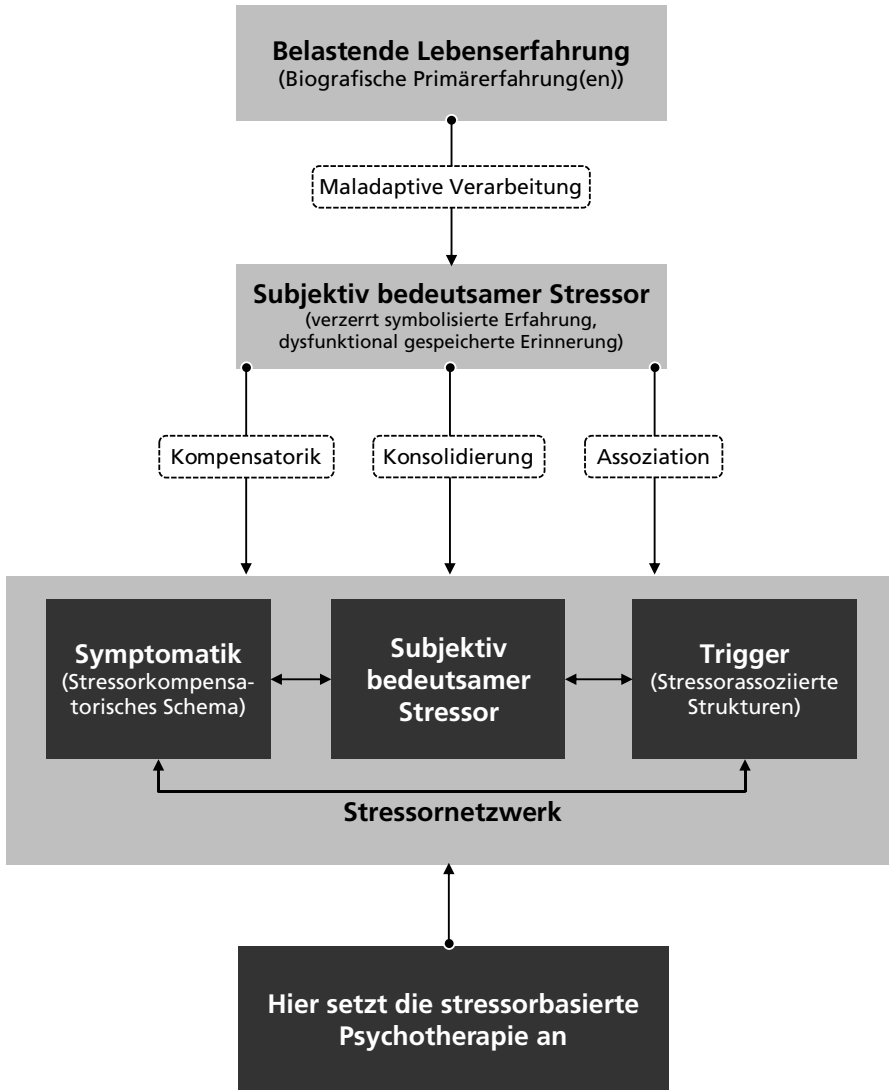 Belastende Lebenserfahrung
(Biografische Primärerfahrung(en))
Maladaptive Verarbeitung
Subjektiv bedeutsamer Stressor
(verzerrt symbolisierte Erfahrung,
dysfunktional gespeicherte Erinnerung)
Kompensatorik
Konsolidierung
Assoziation
Symptomatik
(Stressorkompensa-
torisches Schema)
Subjektiv
bedeutsamer
Stressor
Trigger
(Stressorassoziierte
Strukturen)
Stressornetzwerk
Hier setzt die stressorbasierte
Psychotherapie an